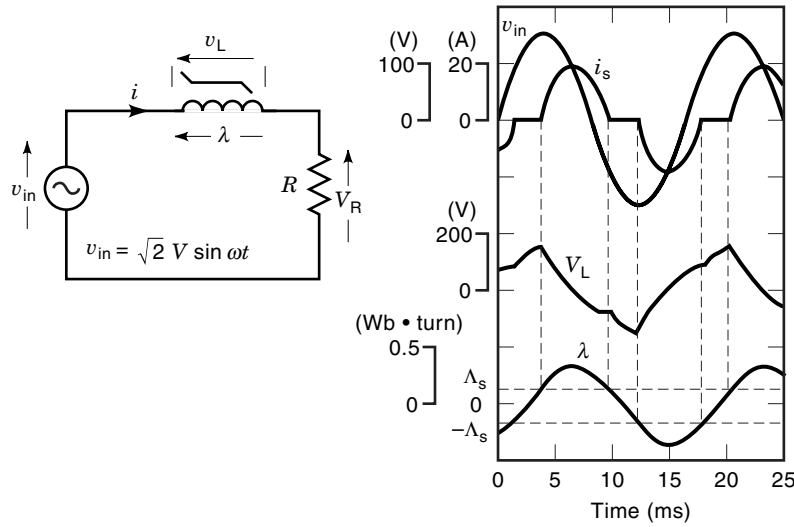 v_L
i
λ
v_in
R
V_R
v_in = √2 V sin ωt
(V) (A) v_in
100 20 i_s
0 0
(V)
200 V_L
0
(Wb • turn)
0.5 λ
Λ_s
0 0
−Λ_s
0 5 10 15 20 25
Time (ms)